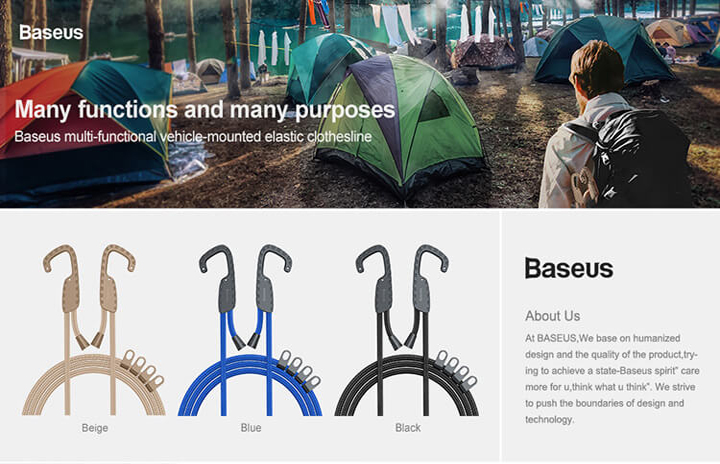 Baseus
Many functions and many purposes
Baseus multi-functional vehicle-mounted elastic clothesline
Beige
Blue
Black
Baseus
About Us
At BASEUS,We base on humanized
design and the quality of the product,try-
ing to achieve a state-Baseus spirit” care
more for u,think what u think”. We strive
to push the boundaries of design and
technology.